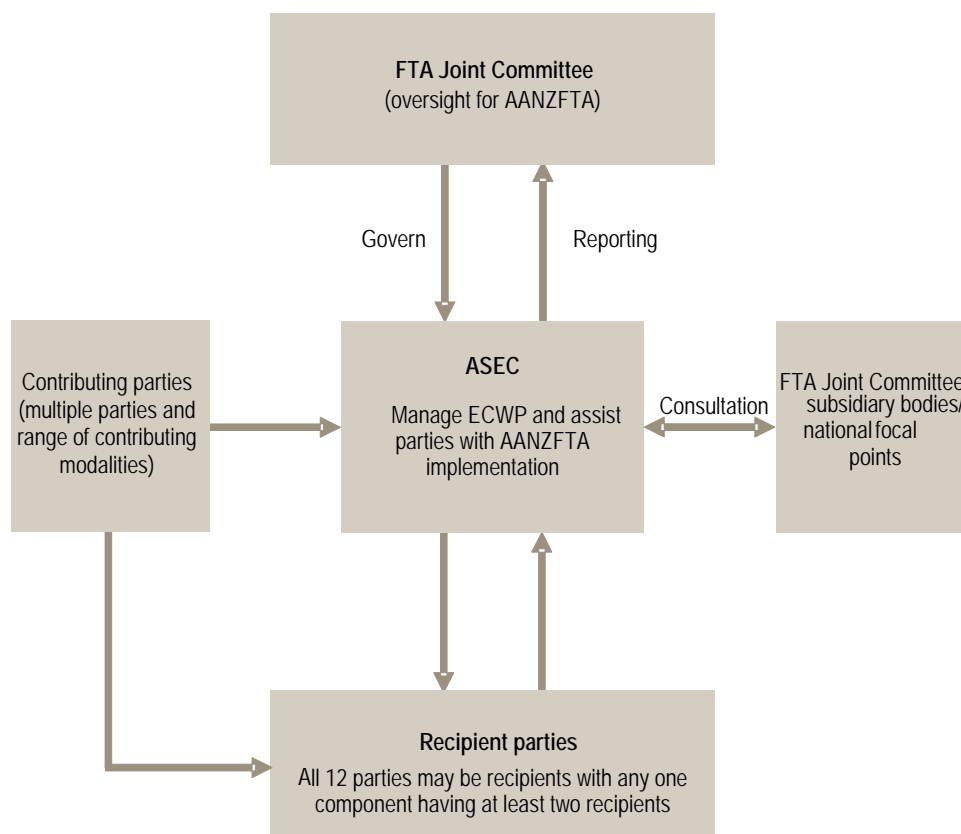 FTA Joint Committee
(oversight for AANZFTA)
Govern
Reporting
Contributing parties
(multiple parties and
range of contributing
modalities)
ASEC
Manage ECWP and assist
parties with AANZFTA
implementation
Consultation
FTA Joint Committee
subsidiary bodies/
national focal
points
Recipient parties
All 12 parties may be recipients with any one
component having at least two recipients